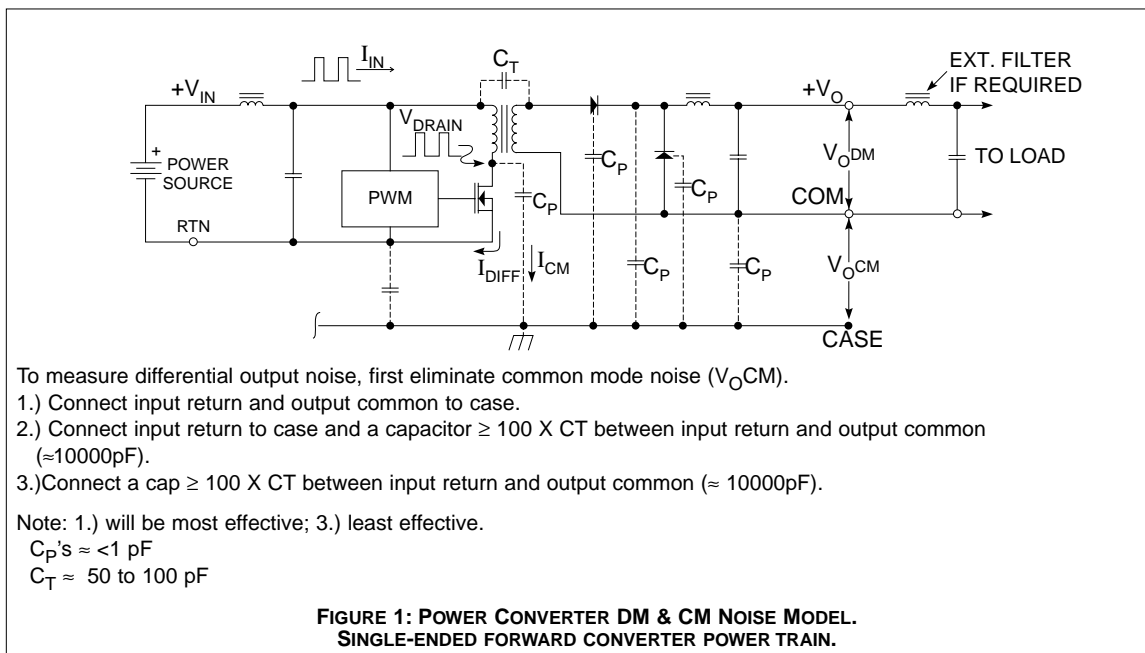 I_IN
C_T
EXT. FILTER
IF REQUIRED
+V_IN
+V_O
V_DRAIN
+
POWER
SOURCE
PWM
C_P
C_P
C_P
V_O DM
TO LOAD
COM
RTN
I_DIFF
I_CM
C_P
C_P
V_O CM
CASE
To measure differential output noise, first eliminate common mode noise (V_OCM).
1.) Connect input return and output common to case.
2.) Connect input return to case and a capacitor ≥ 100 X CT between input return and output common
(≈10000pF).
3.)Connect a cap ≥ 100 X CT between input return and output common (≈ 10000pF).
Note: 1.) will be most effective; 3.) least effective.
C_P's ≈ <1 pF
C_T ≈ 50 to 100 pF
FIGURE 1: POWER CONVERTER DM & CM NOISE MODEL.
SINGLE-ENDED FORWARD CONVERTER POWER TRAIN.